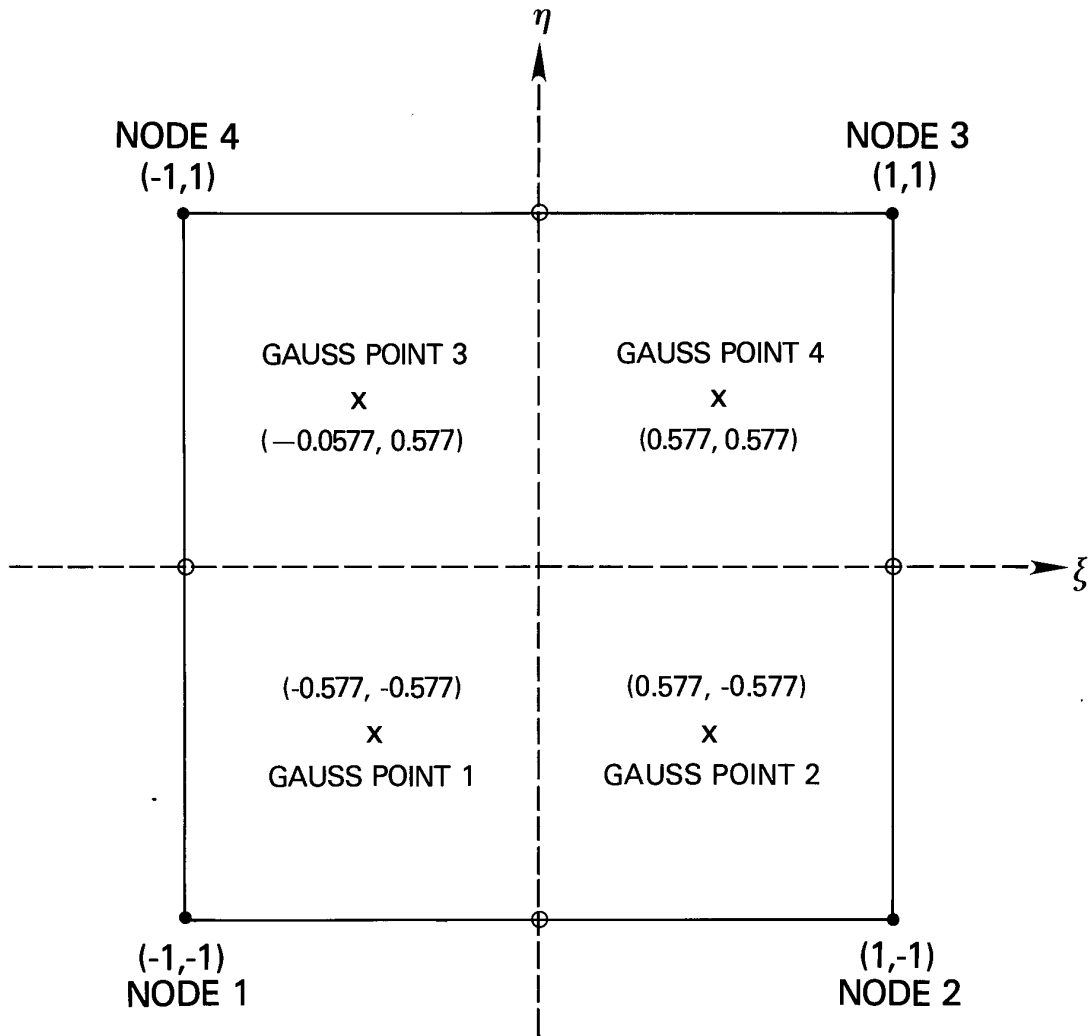 η
NODE 4
(-1,1)
NODE 3
(1,1)
GAUSS POINT 3
x
(—0.0577, 0.577)
GAUSS POINT 4
x
(0.577, 0.577)
ξ
(-0.577, -0.577)
x
GAUSS POINT 1
(0.577, -0.577)
x
GAUSS POINT 2
(-1,-1)
NODE 1
(1,-1)
NODE 2